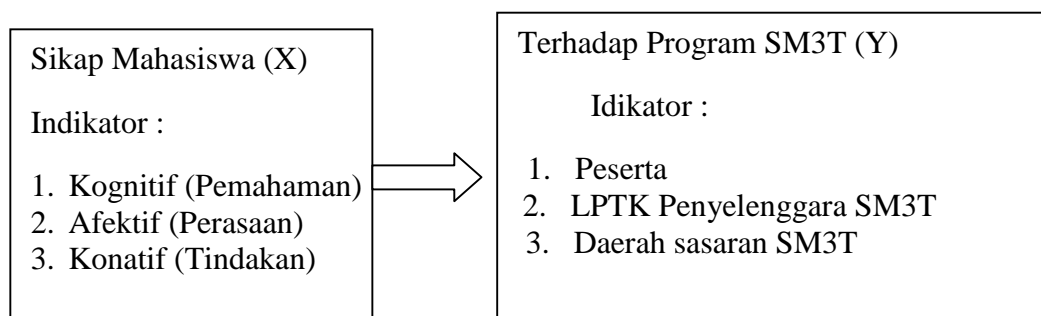 Sikap Mahasiswa (X)
Indikator :
1. Kognitif (Pemahaman)
2. Afektif (Perasaan)
3. Konatif (Tindakan)
Terhadap Program SM3T (Y)
Idikator :
1. Peserta
2. LPTK Penyelenggara SM3T
3. Daerah sasaran SM3T